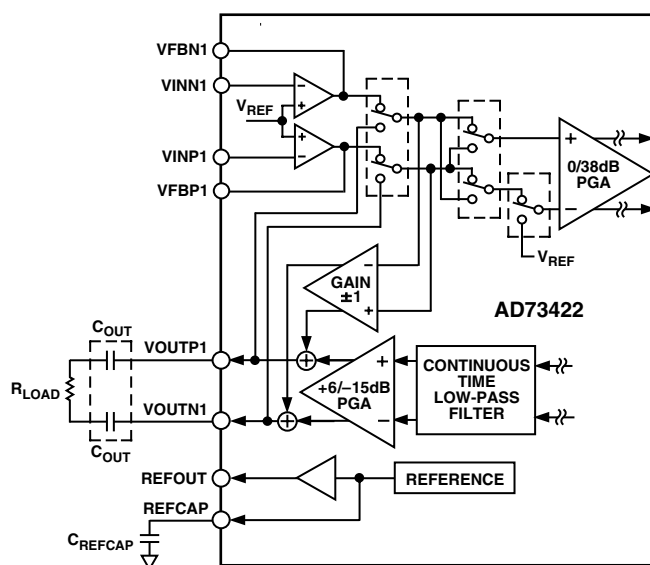 VFBN1
VINN1
VREF
VINP1
VFBP1
0/38dB
PGA
VREF
GAIN
±1
AD73422
COUT
VOUTP1
RLOAD
+6/–15dB
PGA
CONTINUOUS
TIME
LOW-PASS
FILTER
VOUTN1
COUT
REFOUT
REFERENCE
REFCAP
CREFCAP